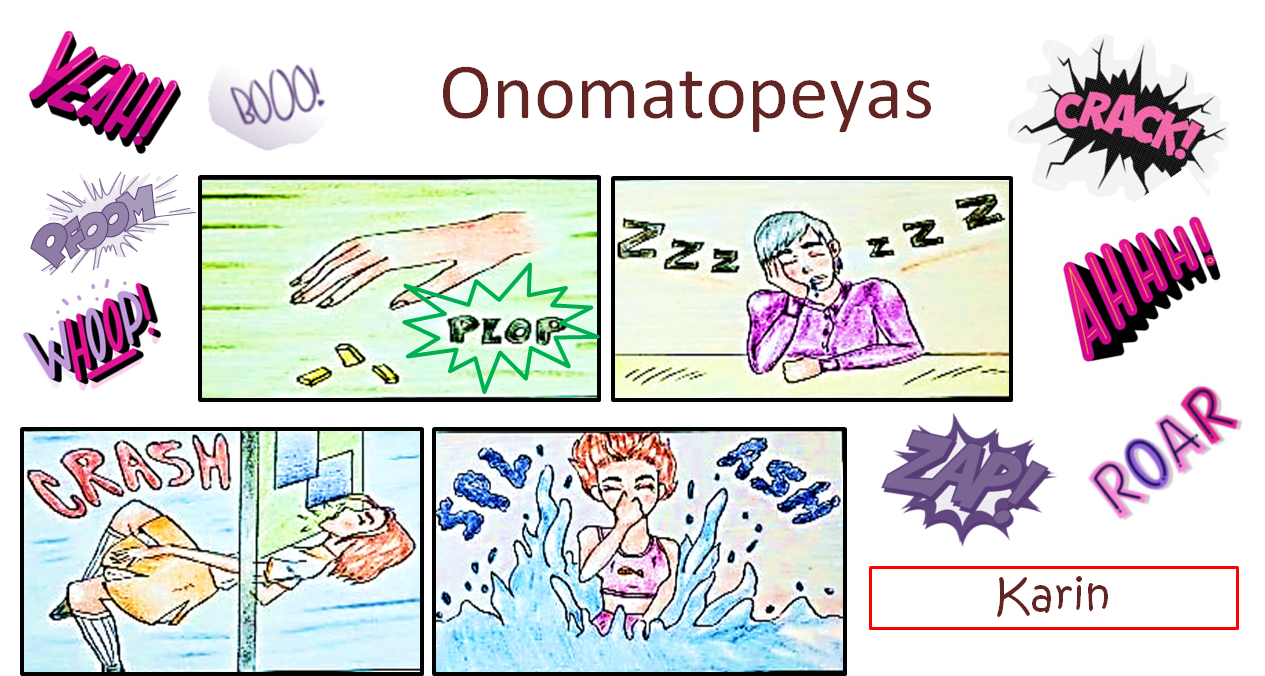 Onomatopeyas
YEAH!
BOOO!
CRACK!
PFOOM
WHOOP!
PLOP
Z Z Z
Z Z Z
AHHH!
CRASH
SPL
ASH
ZAP!
ROAR
Karin